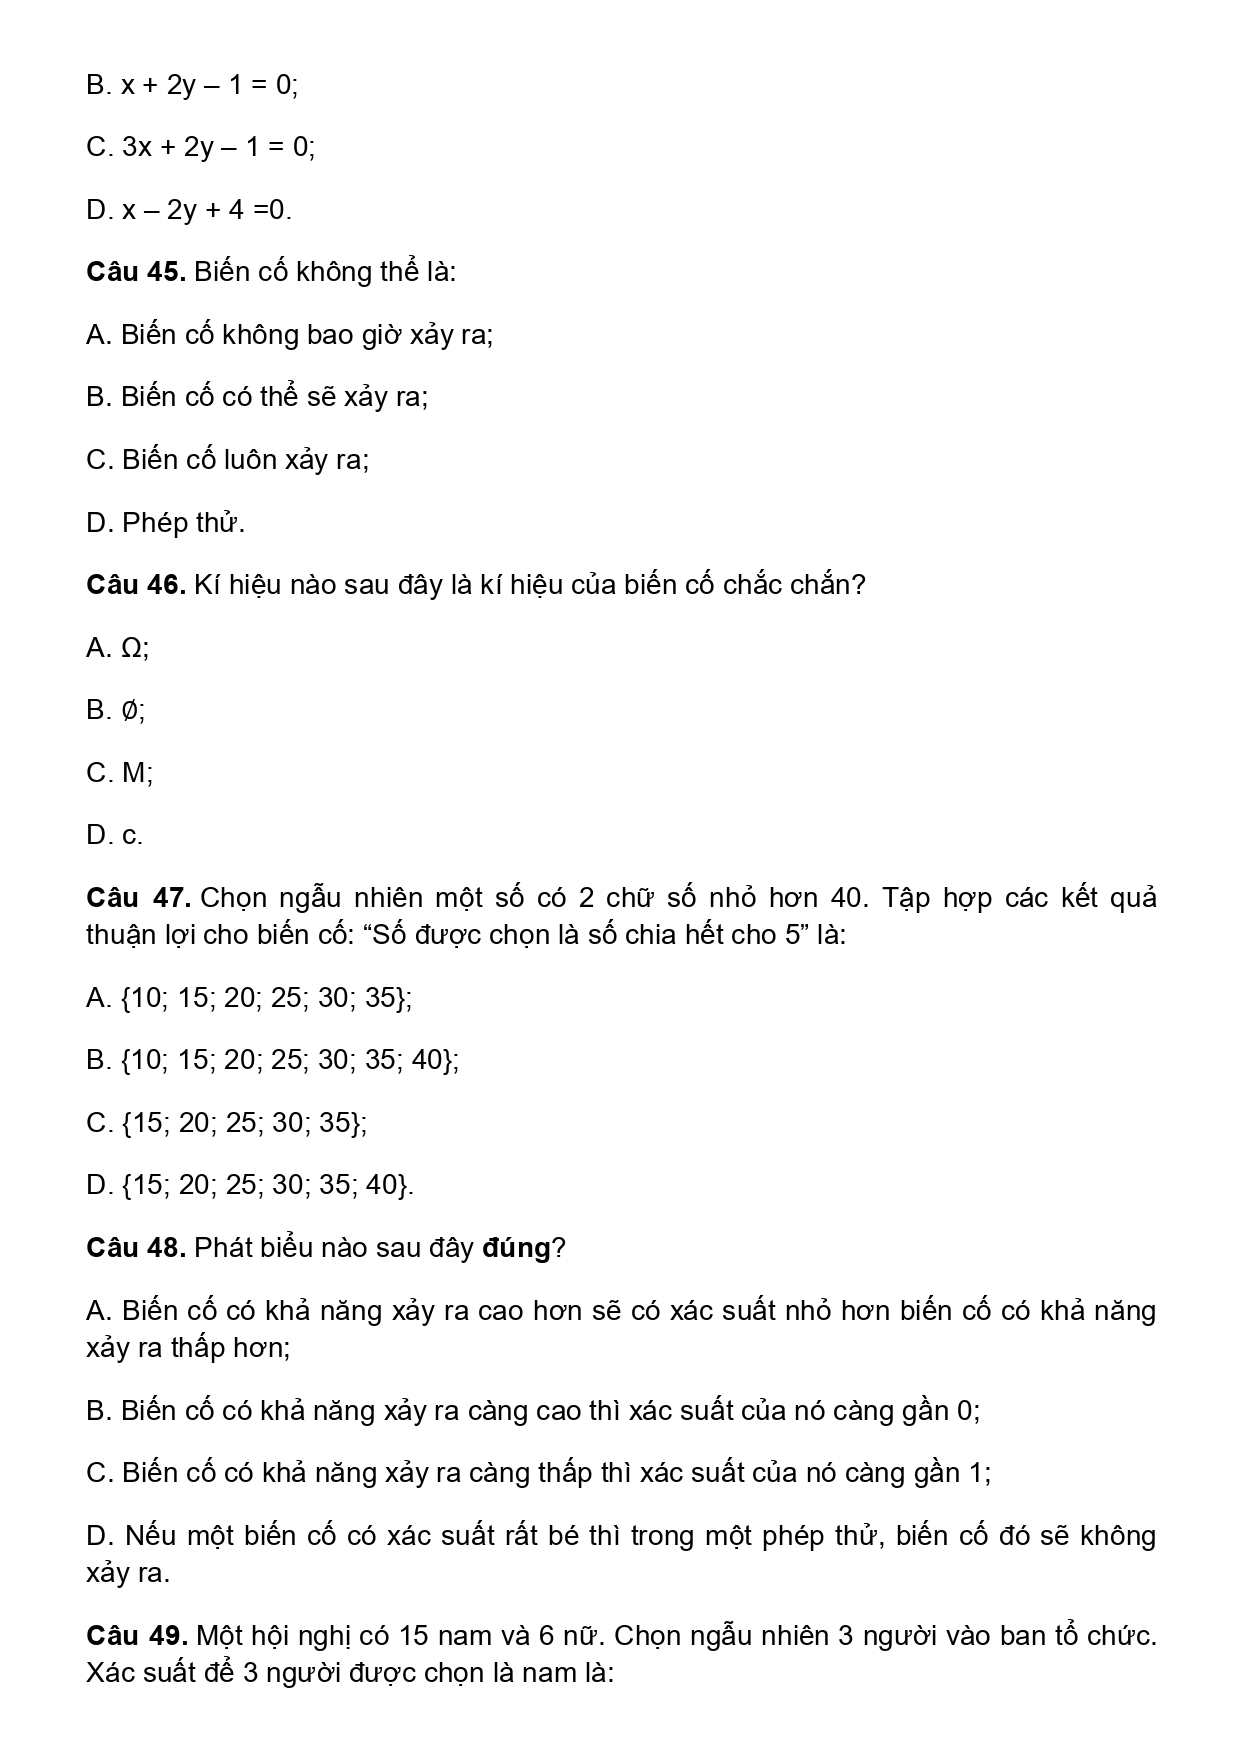 B. x + 2y – 1 = 0;
C. 3x + 2y – 1 = 0;
D. x – 2y + 4 =0.
Câu 45. Biến cố không thể là:
A. Biến cố không bao giờ xảy ra;
B. Biến cố có thể sẽ xảy ra;
C. Biến cố luôn xảy ra;
D. Phép thử.
Câu 46. Kí hiệu nào sau đây là kí hiệu của biến cố chắc chắn?
A. Ω;
B. ∅;
C. M;
D. c.
Câu 47. Chọn ngẫu nhiên một số có 2 chữ số nhỏ hơn 40. Tập hợp các kết quả
thuận lợi cho biến cố: “Số được chọn là số chia hết cho 5” là:
A. {10; 15; 20; 25; 30; 35};
B. {10; 15; 20; 25; 30; 35; 40};
C. {15; 20; 25; 30; 35};
D. {15; 20; 25; 30; 35; 40}.
Câu 48. Phát biểu nào sau đây đúng?
A. Biến cố có khả năng xảy ra cao hơn sẽ có xác suất nhỏ hơn biến cố có khả năng
xảy ra thấp hơn;
B. Biến cố có khả năng xảy ra càng cao thì xác suất của nó càng gần 0;
C. Biến cố có khả năng xảy ra càng thấp thì xác suất của nó càng gần 1;
D. Nếu một biến cố có xác suất rất bé thì trong một phép thử, biến cố đó sẽ không
xảy ra.
Câu 49. Một hội nghị có 15 nam và 6 nữ. Chọn ngẫu nhiên 3 người vào ban tổ chức.
Xác suất để 3 người được chọn là nam là: